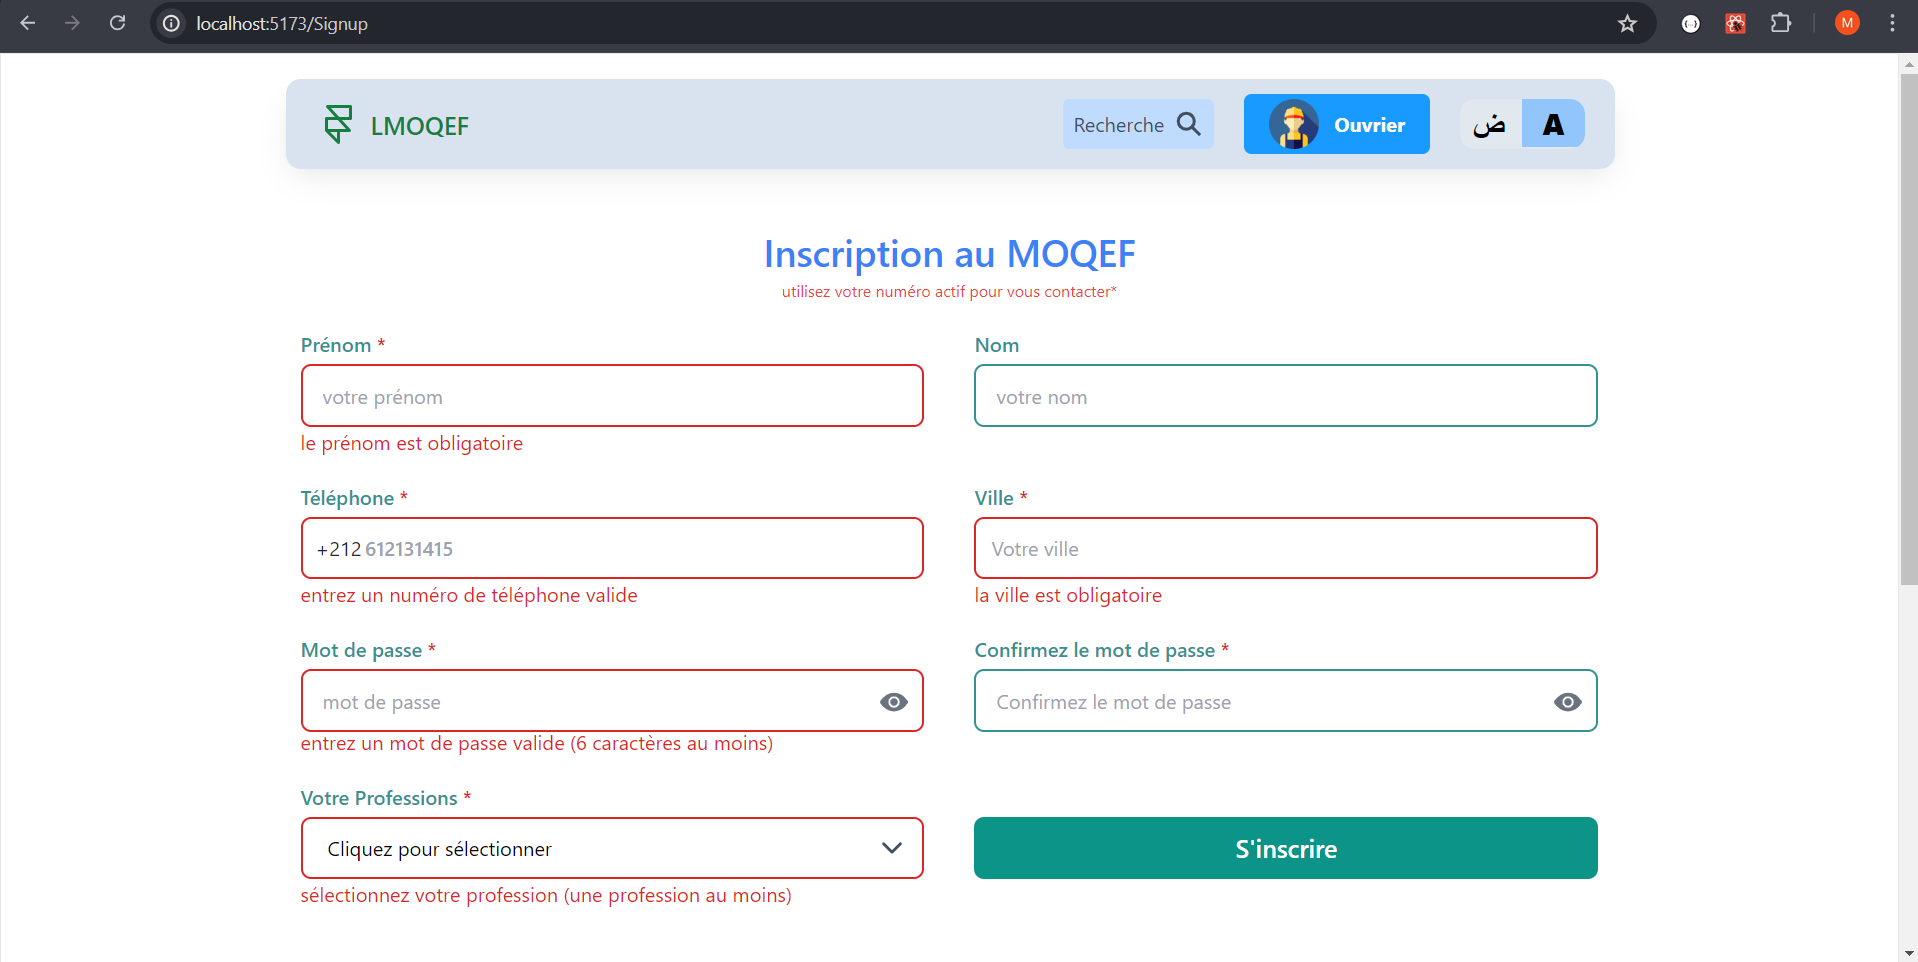 localhost:5173/Signup
M
LMOQEF
Recherche
Ouvrier
ض
A
Inscription au MOQEF
utilisez votre numéro actif pour vous contacter*
Prénom *
Nom
votre prénom
votre nom
le prénom est obligatoire
Téléphone *
Ville *
+212 612131415
Votre ville
entrez un numéro de téléphone valide
la ville est obligatoire
Mot de passe *
Confirmez le mot de passe *
mot de passe
Confirmez le mot de passe
entrez un mot de passe valide (6 caractères au moins)
Votre Professions *
Cliquez pour sélectionner
S'inscrire
sélectionnez votre profession (une profession au moins)